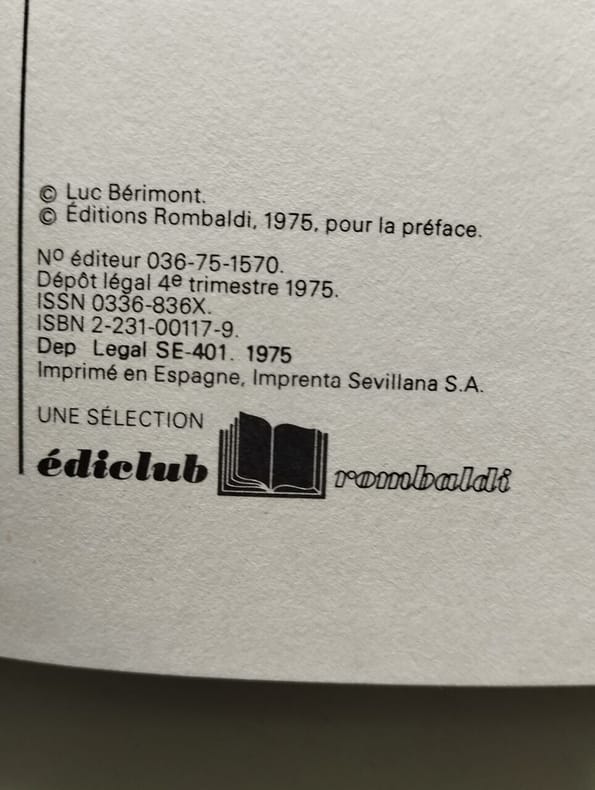 © Luc Bérimont.
© Éditions Rombaldi, 1975, pour la préface.
Nº éditeur 036-75-1570.
Dépôt légal 4e trimestre 1975.
ISSN 0336-836X.
ISBN 2-231-00117-9.
Dep Legal SE-401. 1975
Imprimé en Espagne, Imprenta Sevillana S.A.
UNE SÉLECTION
édiclub rombaldi